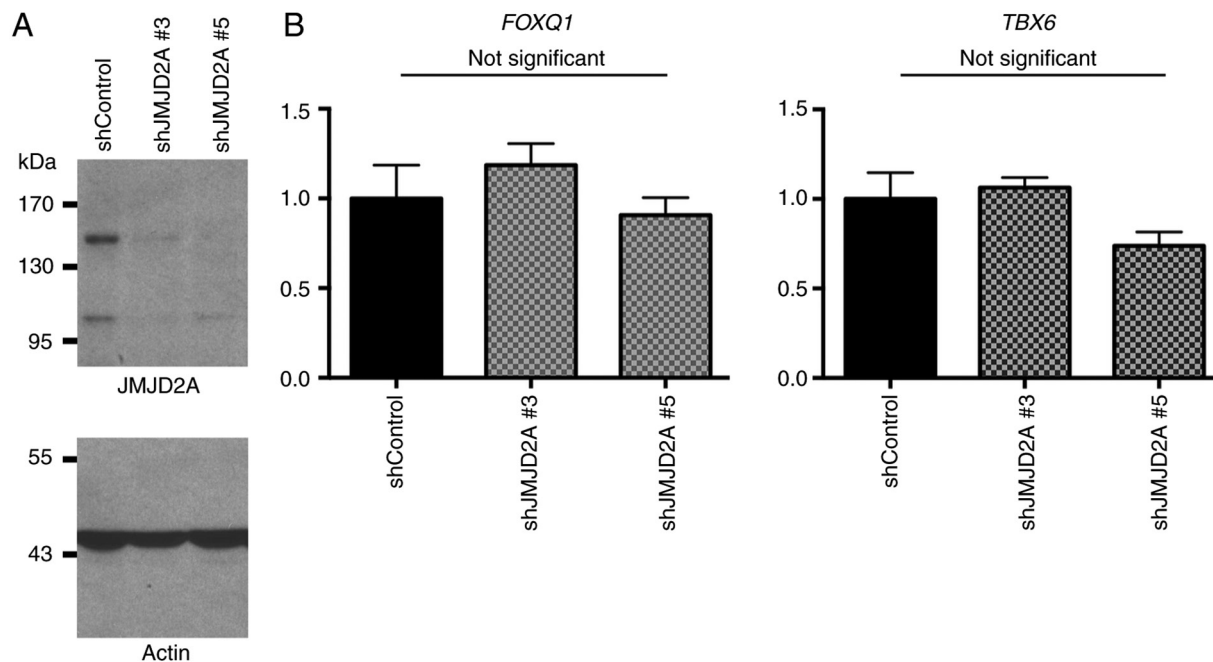 A
shControl
shJMJD2A #3
shJMJD2A #5
kDa
170
130
95
JMJD2A
55
43
Actin
B
FOXQ1
Not significant
1.5
1.0
0.5
0.0
shControl
shJMJD2A #3
shJMJD2A #5
TBX6
Not significant
1.5
1.0
0.5
0.0
shControl
shJMJD2A #3
shJMJD2A #5